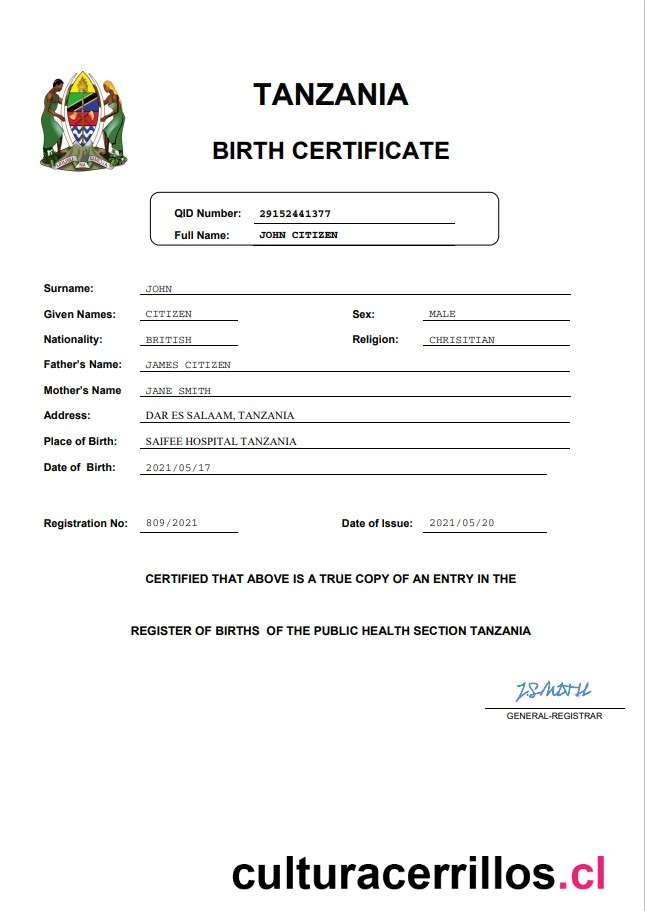 TANZANIA
BIRTH CERTIFICATE
QID Number: 29152441377
Full Name: JOHN CITIZEN
Surname: JOHN
Given Names: CITIZEN Sex: MALE
Nationality: BRITISH Religion: CHRISITIAN
Father's Name: JAMES CITIZEN
Mother's Name JANE SMITH
Address: DAR ES SALAAM, TANZANIA
Place of Birth: SAIFEE HOSPITAL TANZANIA
Date of Birth: 2021/05/17
Registration No: 809/2021 Date of Issue: 2021/05/20
CERTIFIED THAT ABOVE IS A TRUE COPY OF AN ENTRY IN THE
REGISTER OF BIRTHS OF THE PUBLIC HEALTH SECTION TANZANIA
J.SMITH
GENERAL-REGISTRAR
culturacerrillos.cl